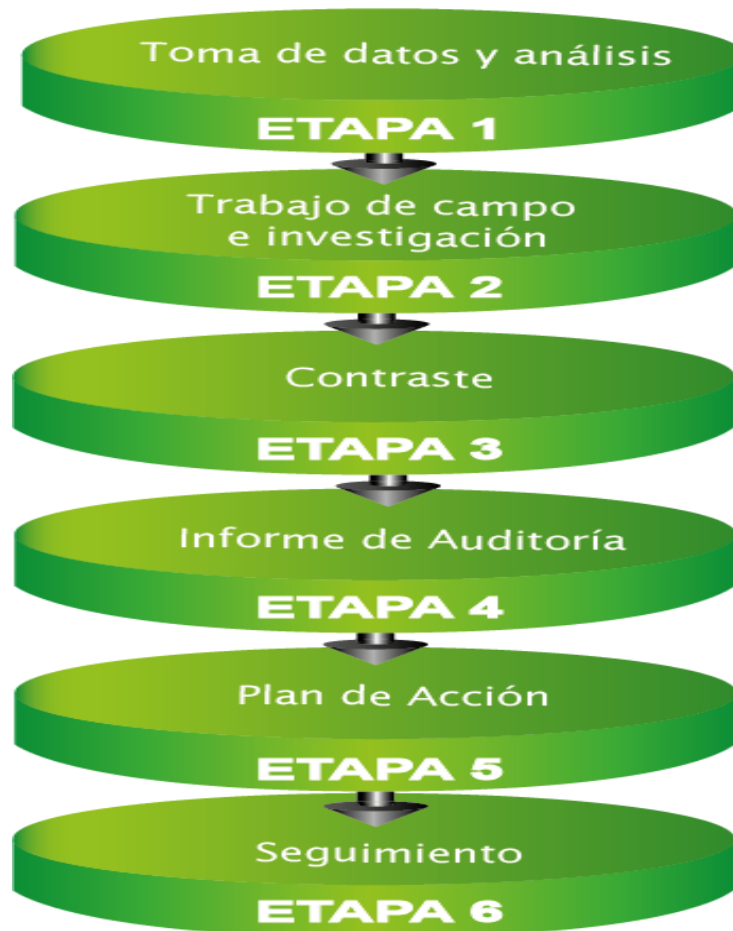 Toma de datos y análisis
ETAPA 1
Trabajo de campo
e investigación
ETAPA 2
Contraste
ETAPA 3
Informe de Auditoría
ETAPA 4
Plan de Acción
ETAPA 5
Seguimiento
ETAPA 6